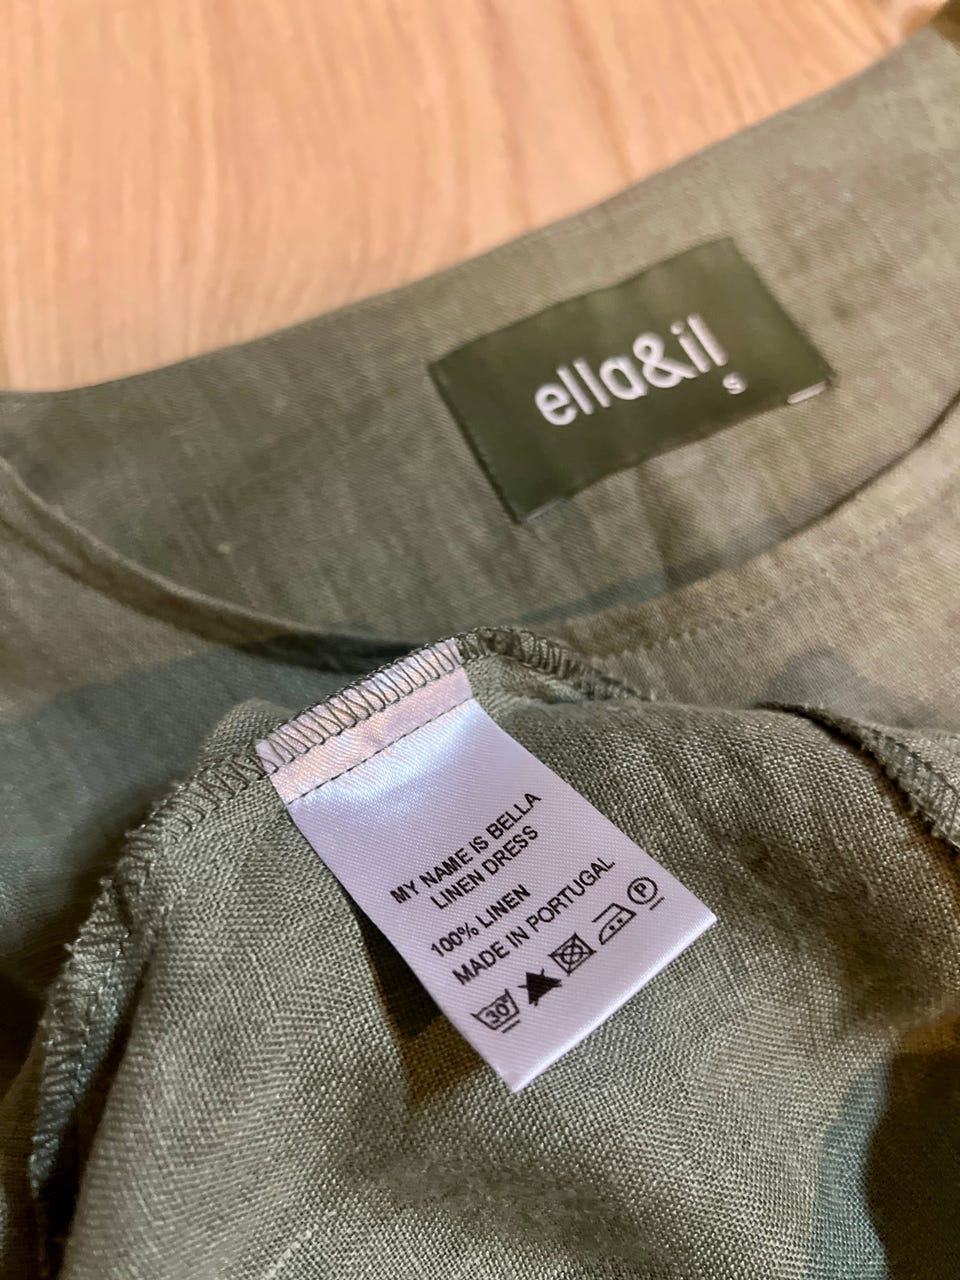 ella&il
S
MY NAME IS BELLA
LINEN DRESS
100% LINEN
MADE IN PORTUGAL
30° P